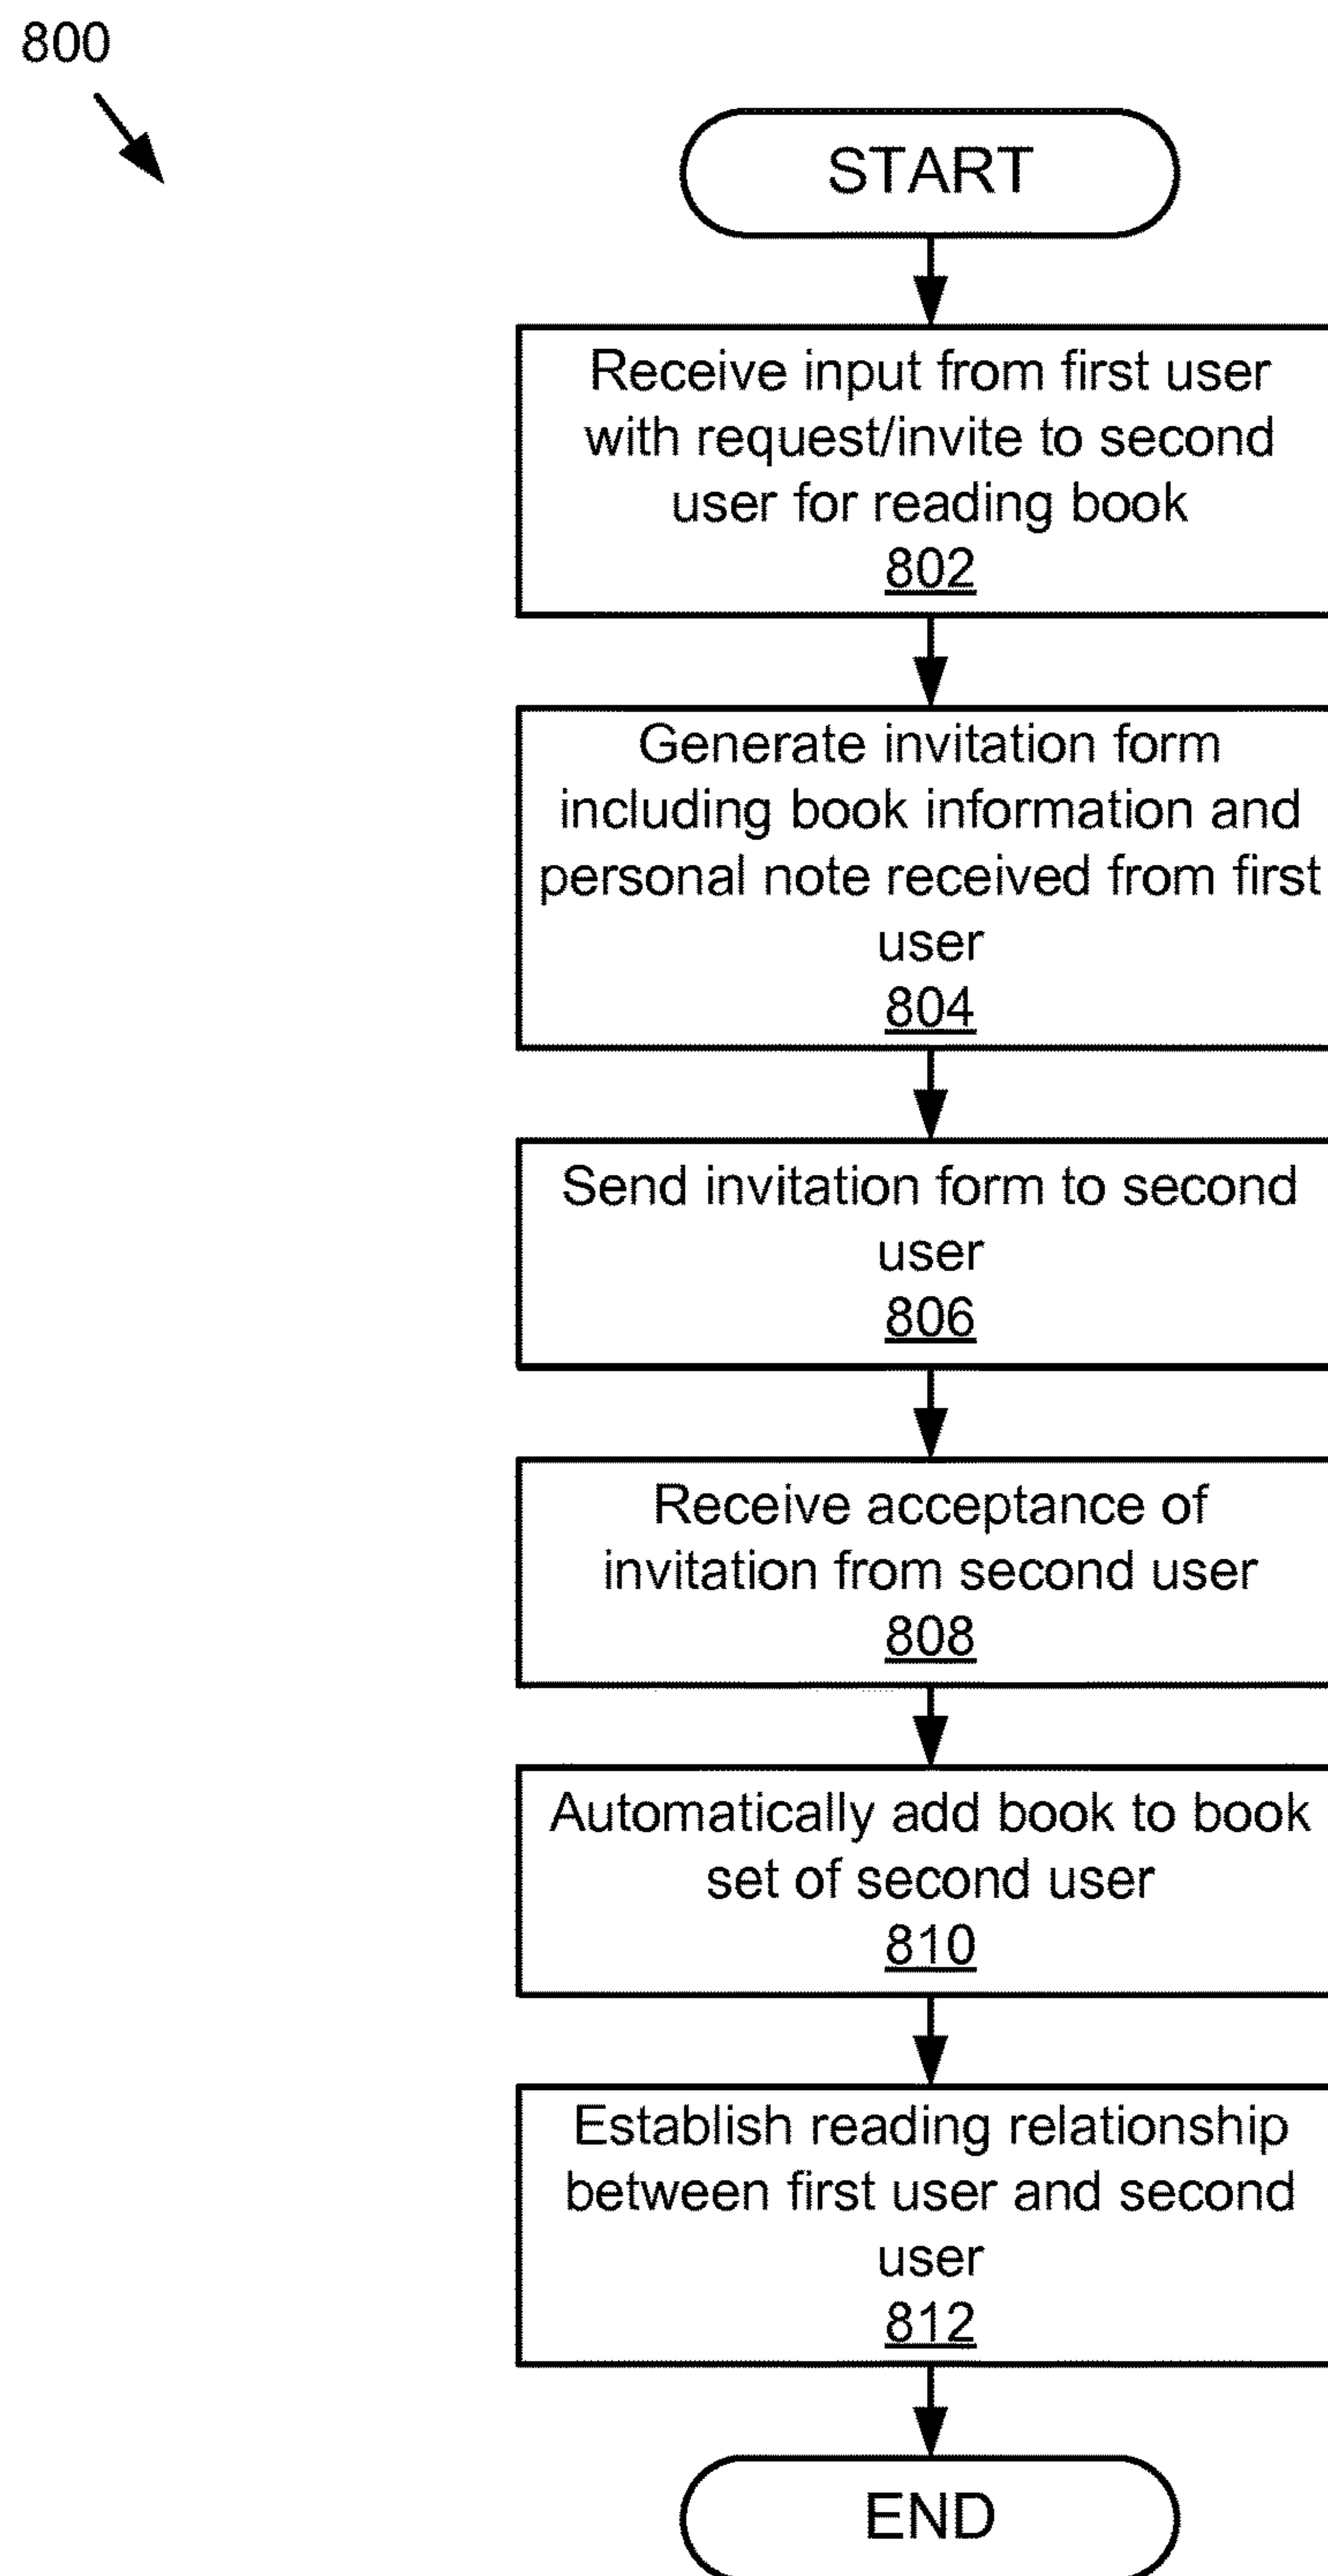 800
START
Receive input from first user
with request/invite to second
user for reading book
802
Generate invitation form
including book information and
personal note received from first
user
804
Send invitation form to second
user
806
Receive acceptance of
invitation from second user
808
Automatically add book to book
set of second user
810
Establish reading relationship
between first user and second
user
812
END